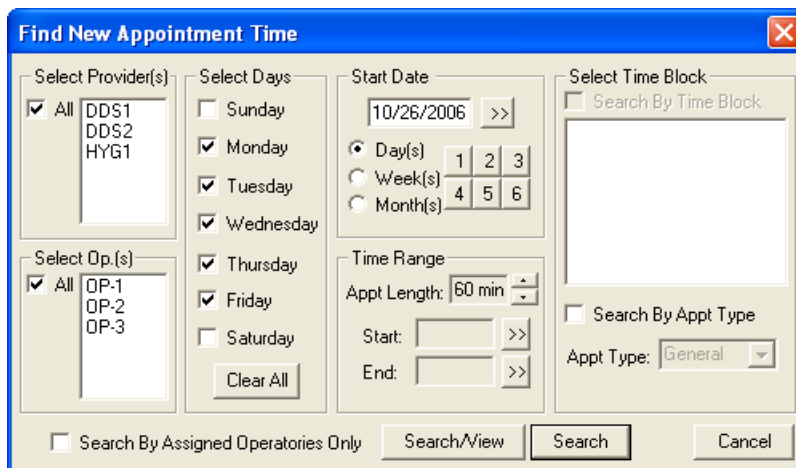 Find New Appointment Time
Select Provider(s)
All
DDS1
DDS2
HYG1
Select Op.(s)
All
OP-1
OP-2
OP-3
Select Days
Sunday
Monday
Tuesday
Wednesday
Thursday
Friday
Saturday
Clear All
Start Date
10/26/2006 >>
Day(s)
Week(s)
Month(s)
1 2 3
4 5 6
Time Range
Appt Length: 60 min
Start: >>
End: >>
Select Time Block
Search By Time Block
Search By Appt Type
Appt Type: General
Search By Assigned Operatories Only
Search/View
Search
Cancel